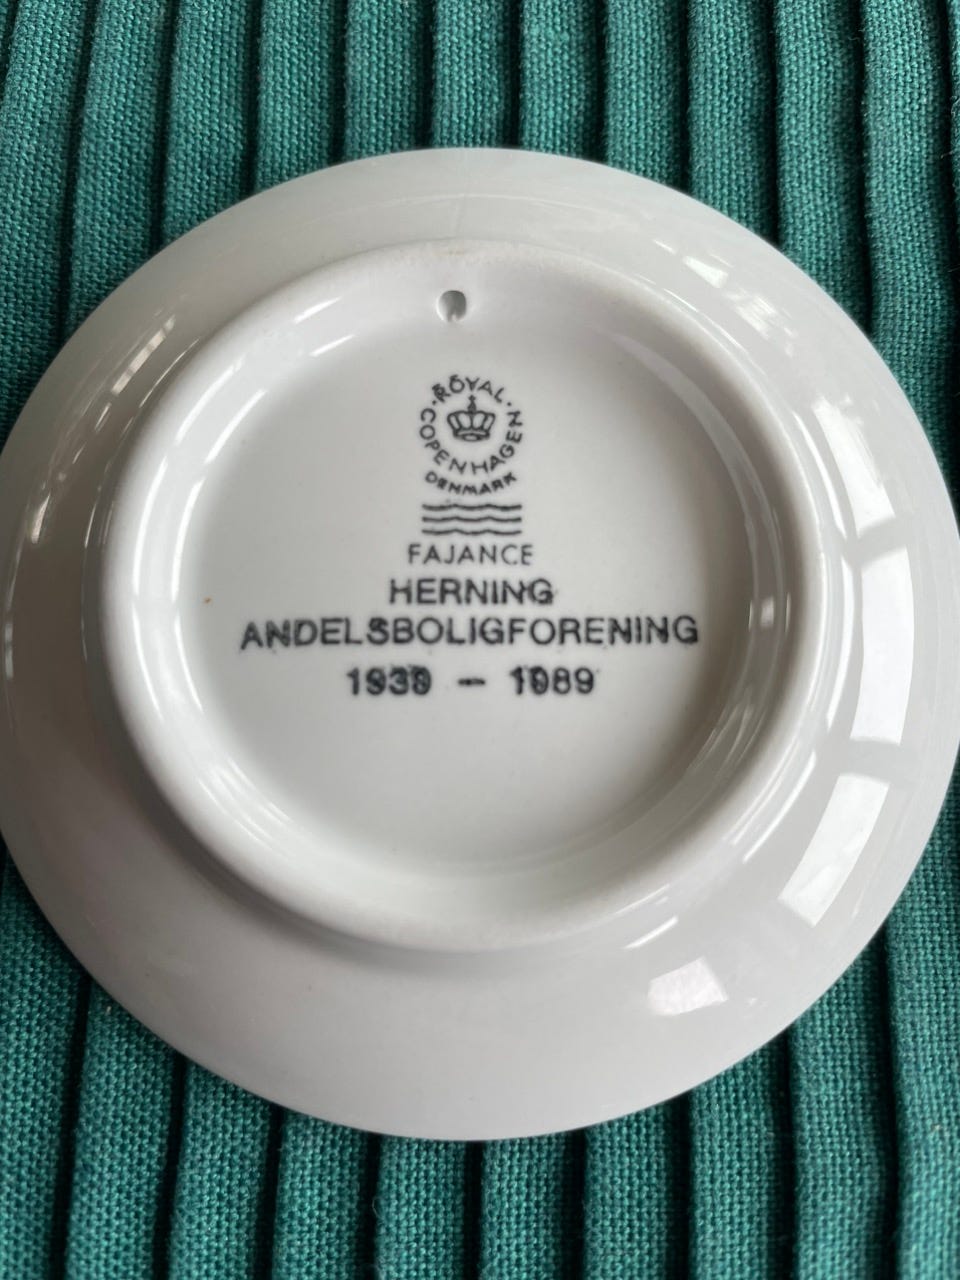 ROYAL
COPENHAGEN
DENMARK
FAJANCE
HERNING
ANDELSBOLIGFORENING
1939 – 1989